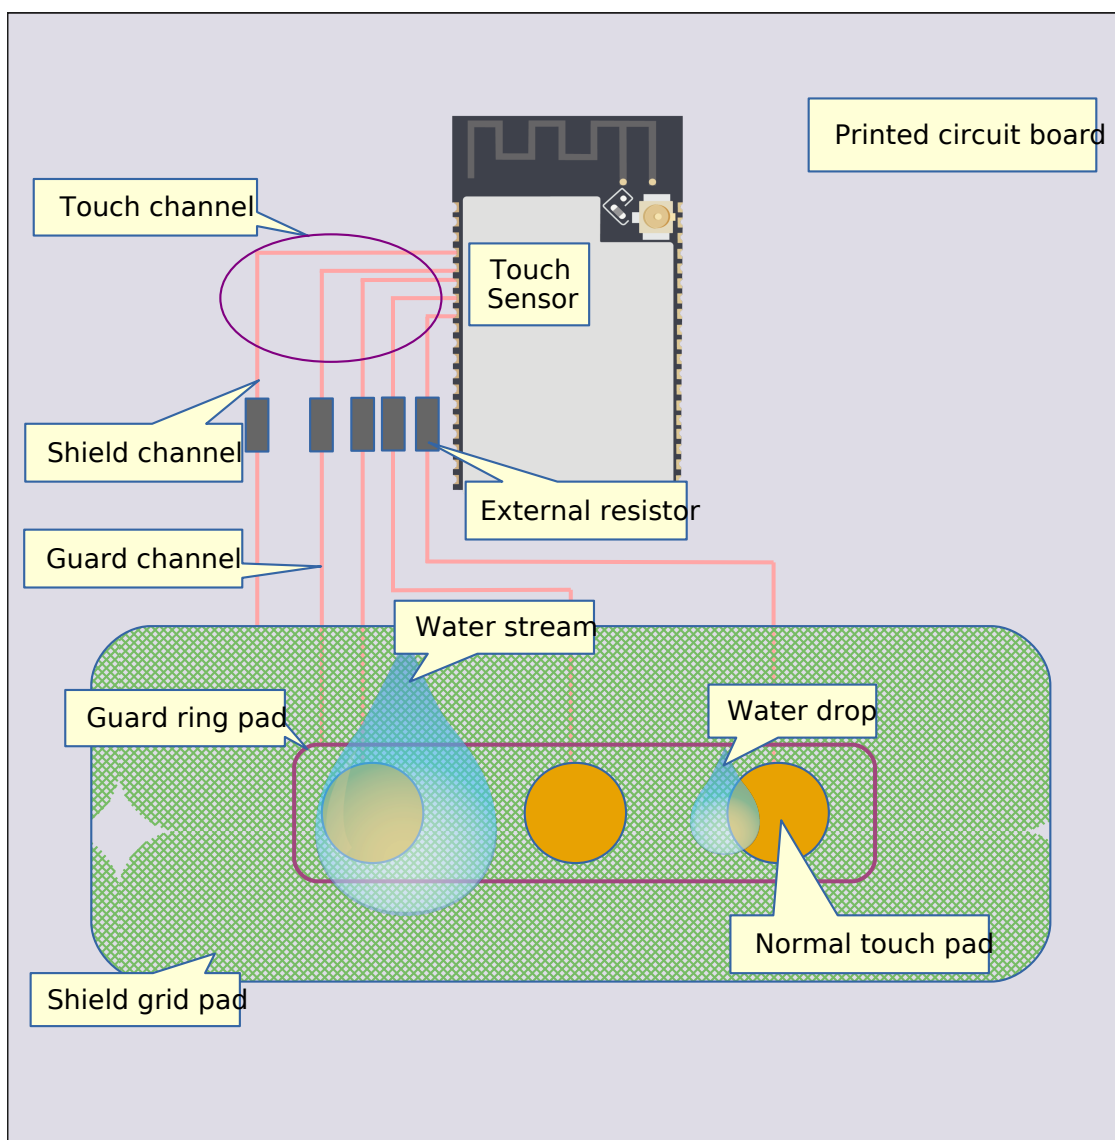 Printed circuit board
Touch channel
Touch
Sensor
Shield channel
External resistor
Guard channel
Water stream
Guard ring pad
Water drop
Normal touch pad
Shield grid pad